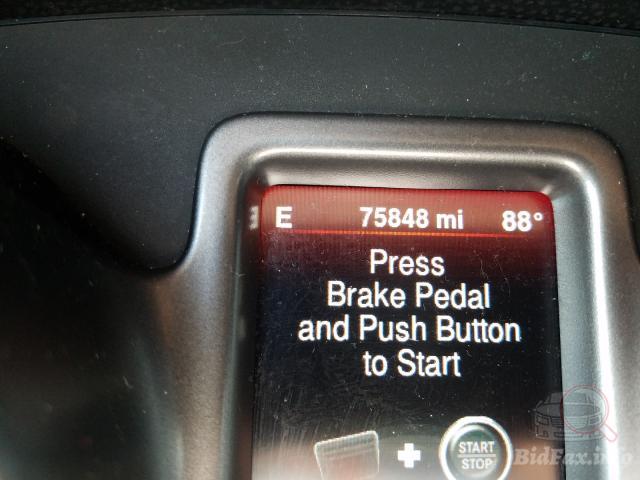 E 75848 mi 88°
Press
Brake Pedal
and Push Button
to Start
+ START
STOP
BidFax.info